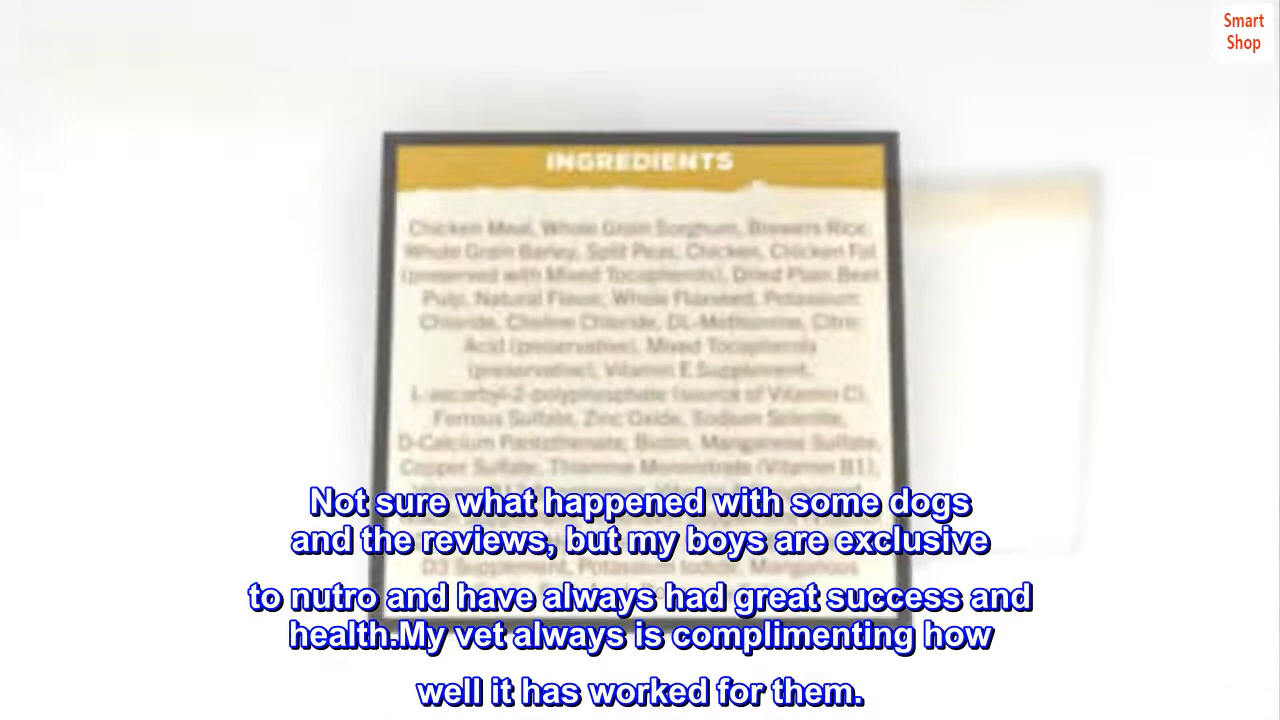 Smart
Shop
INGREDIENTS
Chicken Meal, Whole Grain Sorghum, Brewers Rice,
Whole Grain Barley, Split Peas, Chicken, Chicken Fat
(preserved with Mixed Tocopherols), Dried Plain Beet
Pulp, Natural Flavor, Whole Flaxseed, Potassium
Chloride, Choline Chloride, DL-Methionine, Citric
Acid (preservative), Mixed Tocopherols
(preservative), Vitamin E Supplement,
L-ascorbyl-2-polyphosphate (source of Vitamin C),
Ferrous Sulfate, Zinc Oxide, Sodium Selenite,
D-Calcium Pantothenate, Biotin, Manganese Sulfate,
Copper Sulfate, Thiamine Mononitrate (Vitamin B1),
Not sure what happened with some dogs
and the reviews, but my boys are exclusive
D3 Supplement, Potassium Iodide, Manganous
to nutro and have always had great success and
health.My vet always is complimenting how
well it has worked for them.